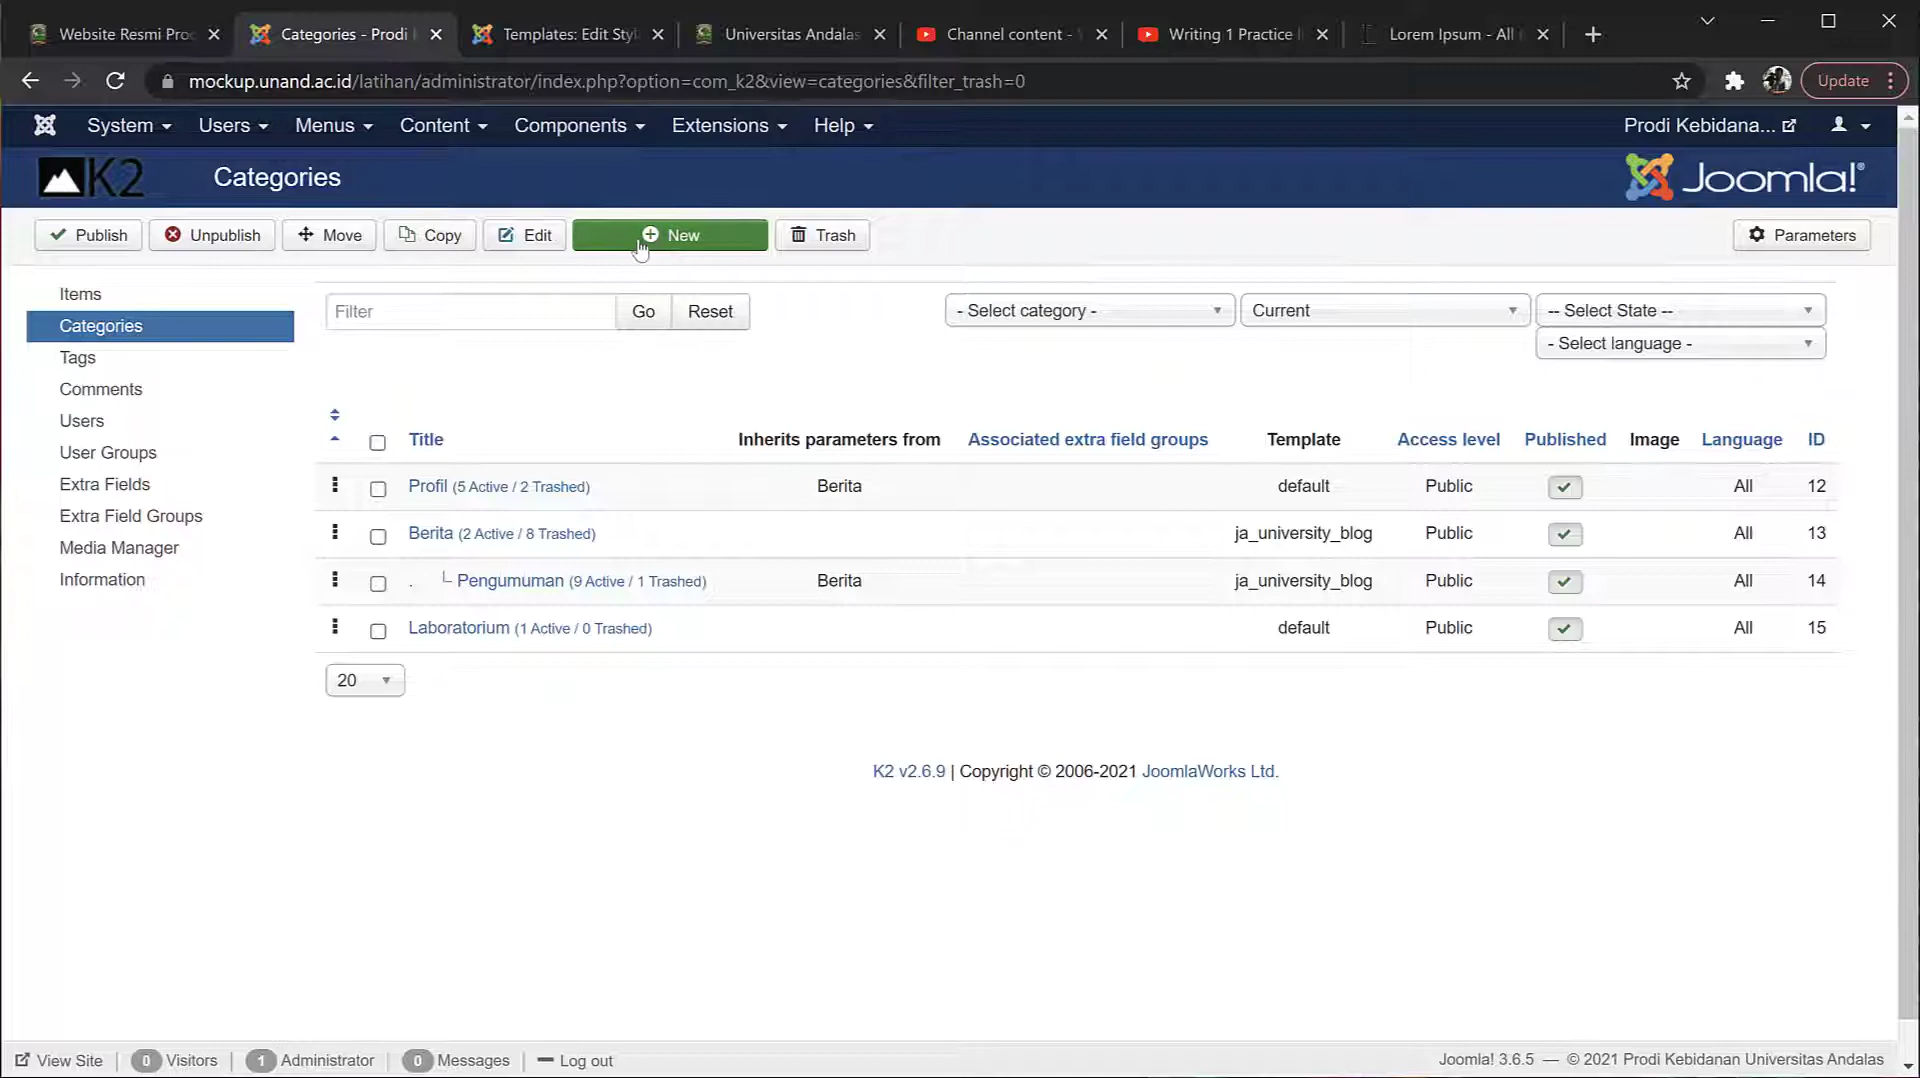 Website Resmi Pro
Categories - Prodi
Templates: Edit Styl
Universitas Andalas
Channel content -
Writing 1 Practice
Lorem Ipsum - All
mockup.unand.ac.id/latihan/administrator/index.php?option=com_k2&view=categories&filter_trash=0
Update
System Users Menus Content Components Extensions Help
Prodi Kebidana...
K2 Categories
Joomla!®
Publish Unpublish Move Copy Edit New Trash
Parameters
Items
Categories
Tags
Comments
Users
User Groups
Extra Fields
Extra Field Groups
Media Manager
Information
Filter Go Reset
- Select category -
Current
-- Select State --
- Select language -
Title Inherits parameters from Associated extra field groups Template Access level Published Image Language ID
Profil (5 Active / 2 Trashed) Berita default Public All 12
Berita (2 Active / 8 Trashed) ja_university_blog Public All 13
. Pengumuman (9 Active / 1 Trashed) Berita ja_university_blog Public All 14
Laboratorium (1 Active / 0 Trashed) default Public All 15
20
K2 v2.6.9 | Copyright © 2006-2021 JoomlaWorks Ltd.
View Site 0 Visitors 1 Administrator 0 Messages Log out
Joomla! 3.6.5 — © 2021 Prodi Kebidanan Universitas Andalas